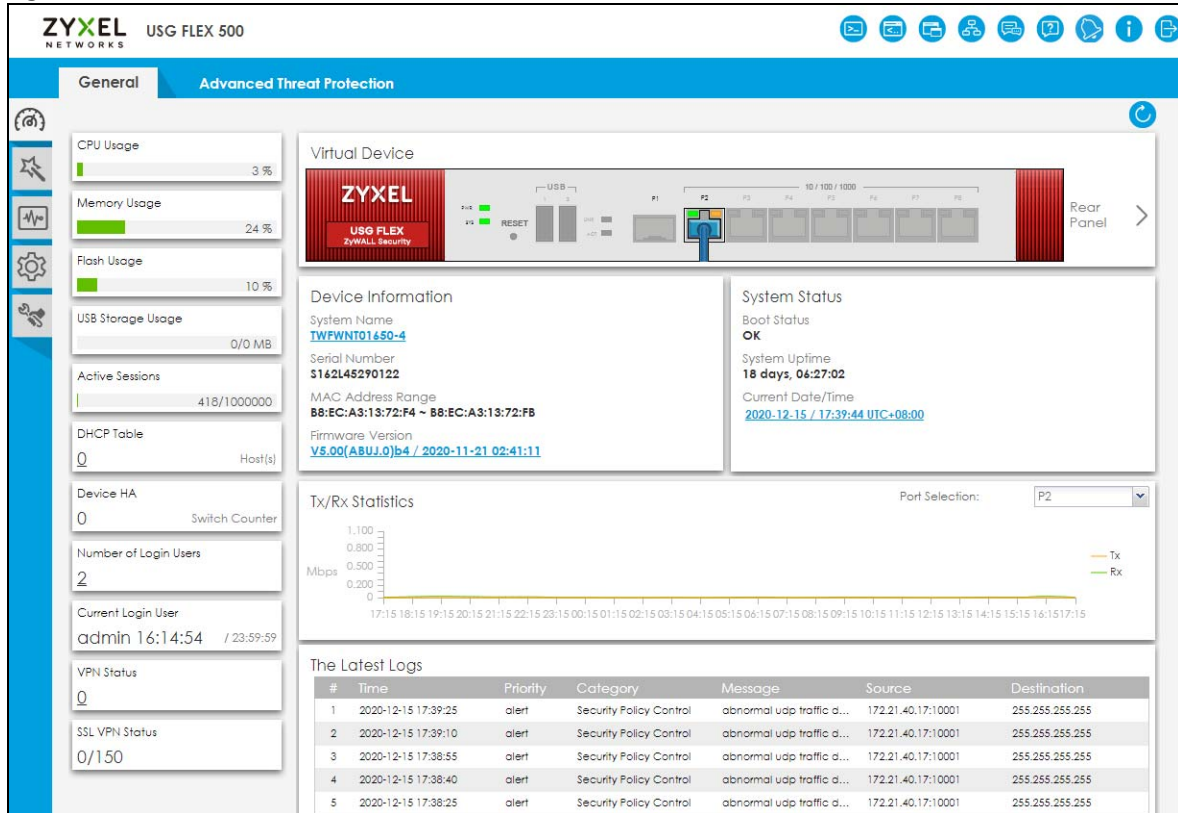 ZYXEL
NETWORKS
USG FLEX 500
General
Advanced Threat Protection
CPU Usage
3 %
Memory Usage
24 %
Flash Usage
10 %
USB Storage Usage
0/0 MB
Active Sessions
418/1000000
DHCP Table
0 Host(s)
Device HA
0 Switch Counter
Number of Login Users
2
Current Login User
admin 16:14:54 / 23:59:59
VPN Status
0
SSL VPN Status
0/150
Virtual Device
ZYXEL
USG FLEX
ZyWALL Security
PWR
SYS
RESET
USB
1 2
P1 P2 P3 P4 P5 P6 P7 P8
10 / 100 / 1000
Rear
Panel
Device Information
System Name
TWFWNT01650-4
Serial Number
S162L45290122
MAC Address Range
B8:EC:A3:13:72:F4 ~ B8:EC:A3:13:72:FB
Firmware Version
V5.00(ABUJ.0)b4 / 2020-11-21 02:41:11
System Status
Boot Status
OK
System Uptime
18 days, 06:27:02
Current Date/Time
2020-12-15 / 17:39:44 UTC+08:00
Tx/Rx Statistics
Port Selection: P2
1.100
0.800
Mbps 0.500
0.200
0
Tx
Rx
17:15 18:15 19:15 20:15 21:15 22:15 23:15 00:15 01:15 02:15 03:15 04:15 05:15 06:15 07:15 08:15 09:15 10:15 11:15 12:15 13:15 14:15 15:15 16:15 17:15
The Latest Logs
# Time Priority Category Message Source Destination
1 2020-12-15 17:39:25 alert Security Policy Control abnormal udp traffic d... 172.21.40.17:10001 255.255.255.255
2 2020-12-15 17:39:10 alert Security Policy Control abnormal udp traffic d... 172.21.40.17:10001 255.255.255.255
3 2020-12-15 17:38:55 alert Security Policy Control abnormal udp traffic d... 172.21.40.17:10001 255.255.255.255
4 2020-12-15 17:38:40 alert Security Policy Control abnormal udp traffic d... 172.21.40.17:10001 255.255.255.255
5 2020-12-15 17:38:25 alert Security Policy Control abnormal udp traffic d... 172.21.40.17:10001 255.255.255.255